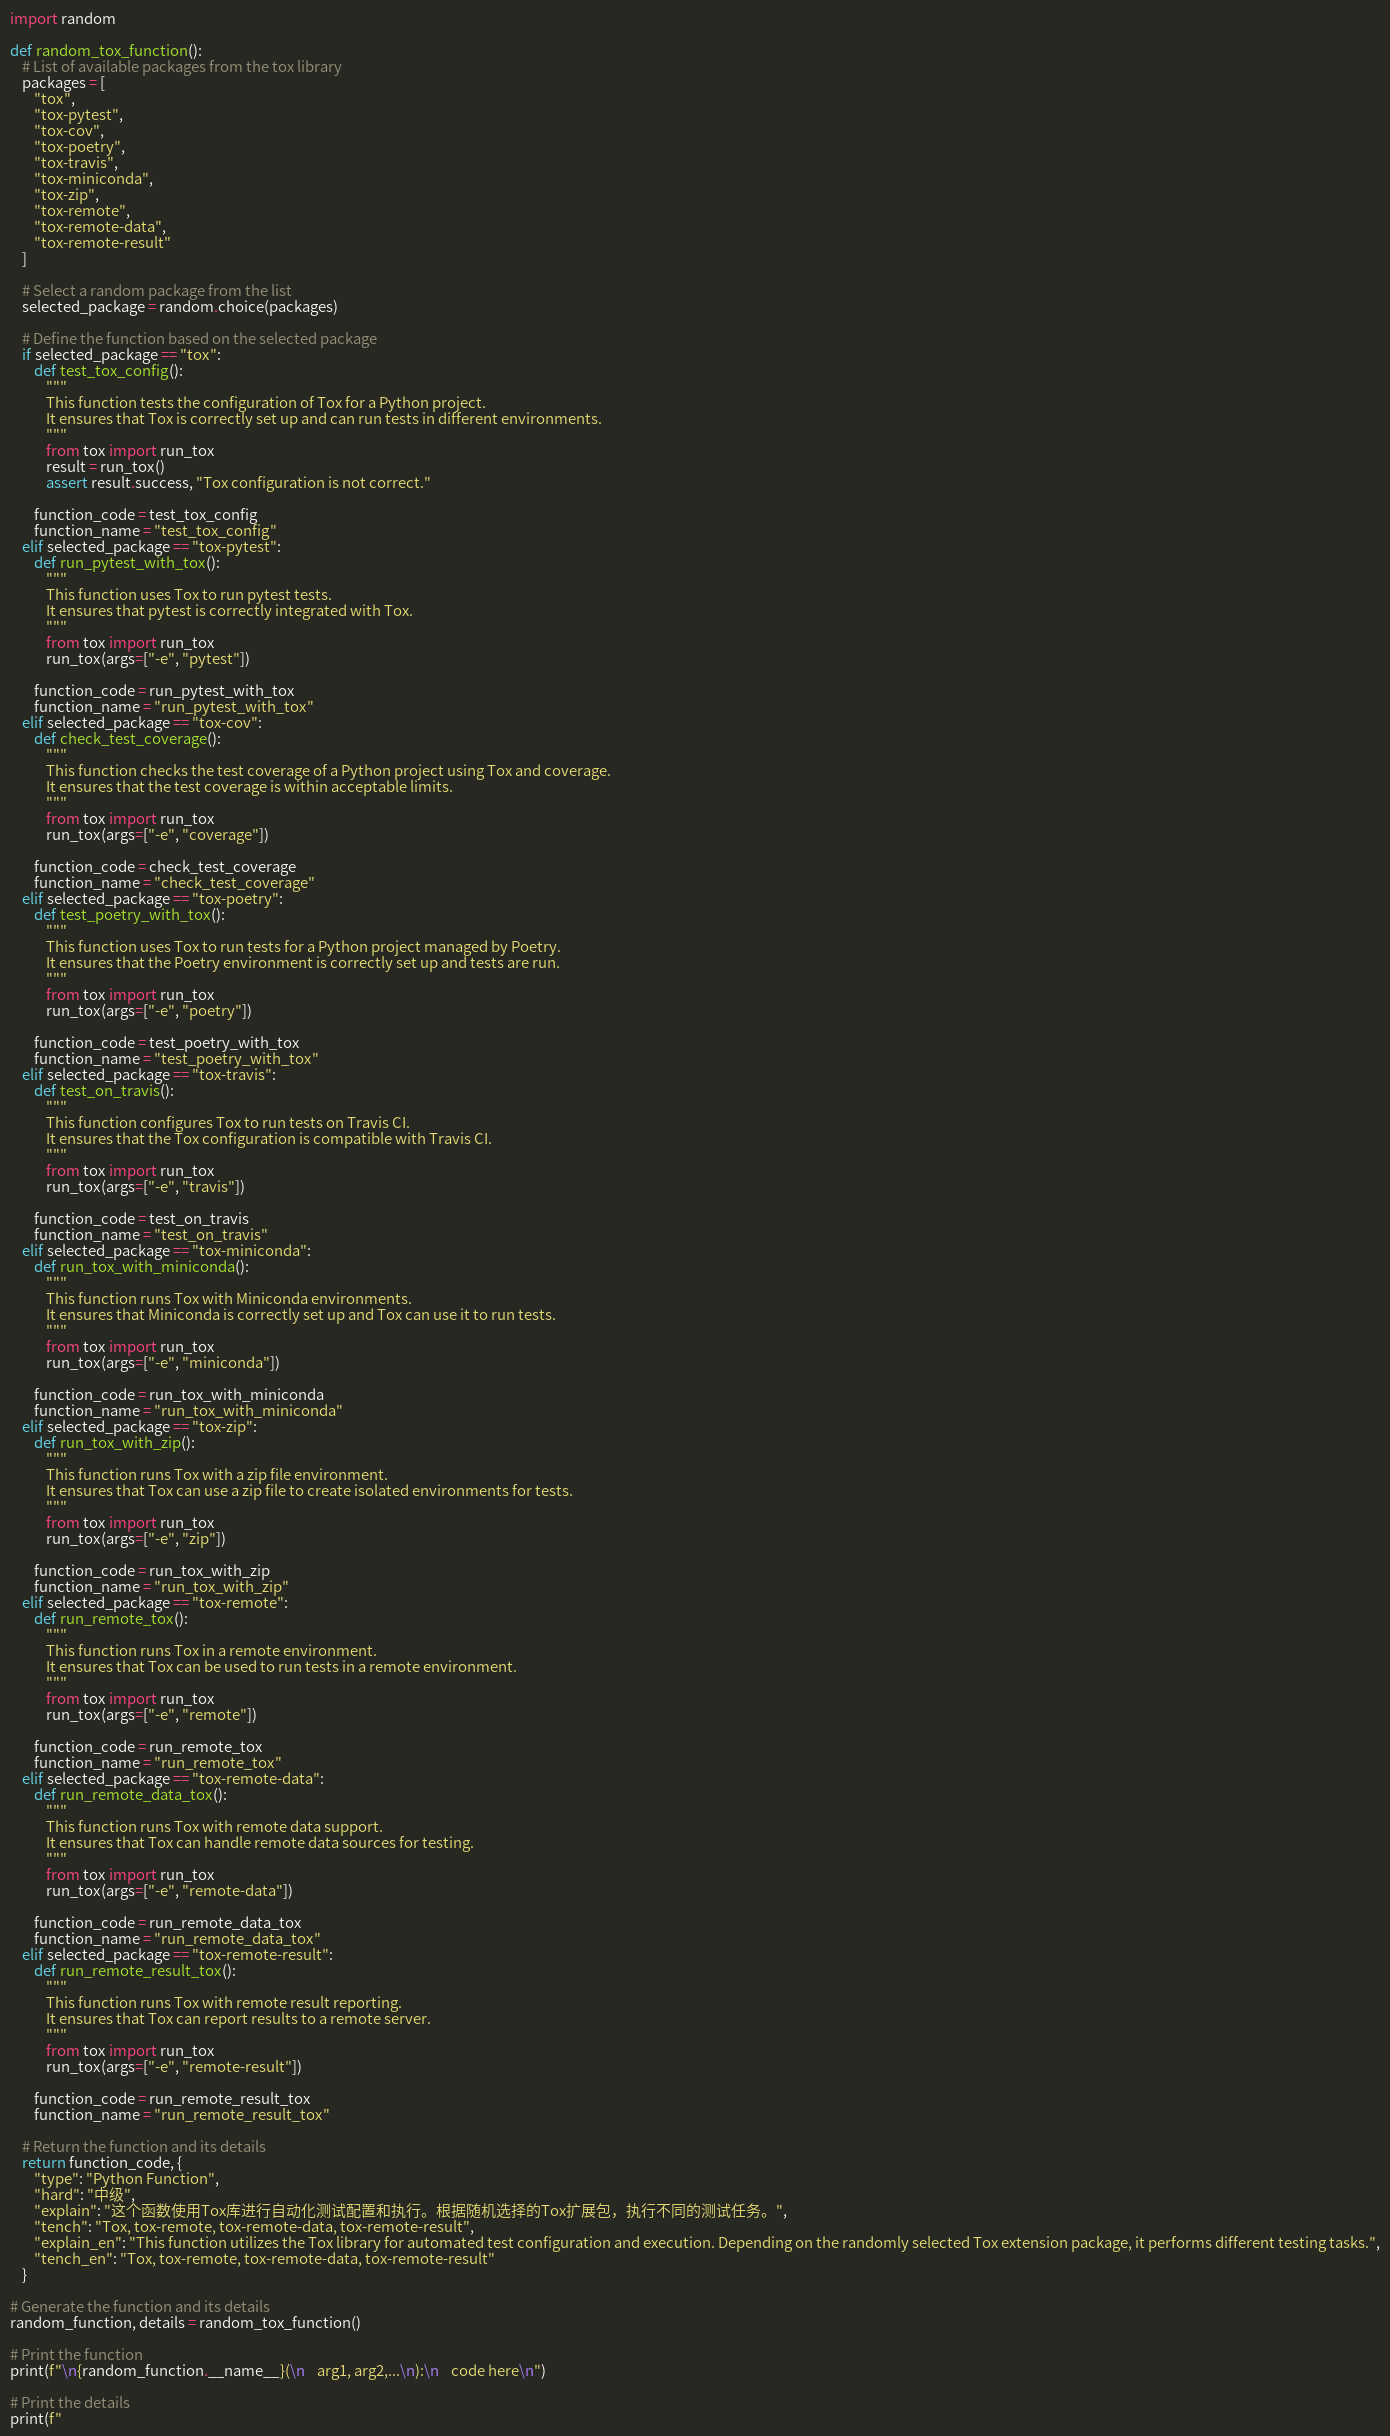 import random

def random_tox_function():
    # List of available packages from the tox library
    packages = [
        "tox",
        "tox-pytest",
        "tox-cov",
        "tox-poetry",
        "tox-travis",
        "tox-miniconda",
        "tox-zip",
        "tox-remote",
        "tox-remote-data",
        "tox-remote-result"
    ]

    # Select a random package from the list
    selected_package = random.choice(packages)

    # Define the function based on the selected package
    if selected_package == "tox":
        def test_tox_config():
            """
            This function tests the configuration of Tox for a Python project.
            It ensures that Tox is correctly set up and can run tests in different environments.
            """
            from tox import run_tox
            result = run_tox()
            assert result.success, "Tox configuration is not correct."

        function_code = test_tox_config
        function_name = "test_tox_config"
    elif selected_package == "tox-pytest":
        def run_pytest_with_tox():
            """
            This function uses Tox to run pytest tests.
            It ensures that pytest is correctly integrated with Tox.
            """
            from tox import run_tox
            run_tox(args=["-e", "pytest"])

        function_code = run_pytest_with_tox
        function_name = "run_pytest_with_tox"
    elif selected_package == "tox-cov":
        def check_test_coverage():
            """
            This function checks the test coverage of a Python project using Tox and coverage.
            It ensures that the test coverage is within acceptable limits.
            """
            from tox import run_tox
            run_tox(args=["-e", "coverage"])

        function_code = check_test_coverage
        function_name = "check_test_coverage"
    elif selected_package == "tox-poetry":
        def test_poetry_with_tox():
            """
            This function uses Tox to run tests for a Python project managed by Poetry.
            It ensures that the Poetry environment is correctly set up and tests are run.
            """
            from tox import run_tox
            run_tox(args=["-e", "poetry"])

        function_code = test_poetry_with_tox
        function_name = "test_poetry_with_tox"
    elif selected_package == "tox-travis":
        def test_on_travis():
            """
            This function configures Tox to run tests on Travis CI.
            It ensures that the Tox configuration is compatible with Travis CI.
            """
            from tox import run_tox
            run_tox(args=["-e", "travis"])

        function_code = test_on_travis
        function_name = "test_on_travis"
    elif selected_package == "tox-miniconda":
        def run_tox_with_miniconda():
            """
            This function runs Tox with Miniconda environments.
            It ensures that Miniconda is correctly set up and Tox can use it to run tests.
            """
            from tox import run_tox
            run_tox(args=["-e", "miniconda"])

        function_code = run_tox_with_miniconda
        function_name = "run_tox_with_miniconda"
    elif selected_package == "tox-zip":
        def run_tox_with_zip():
            """
            This function runs Tox with a zip file environment.
            It ensures that Tox can use a zip file to create isolated environments for tests.
            """
            from tox import run_tox
            run_tox(args=["-e", "zip"])

        function_code = run_tox_with_zip
        function_name = "run_tox_with_zip"
    elif selected_package == "tox-remote":
        def run_remote_tox():
            """
            This function runs Tox in a remote environment.
            It ensures that Tox can be used to run tests in a remote environment.
            """
            from tox import run_tox
            run_tox(args=["-e", "remote"])

        function_code = run_remote_tox
        function_name = "run_remote_tox"
    elif selected_package == "tox-remote-data":
        def run_remote_data_tox():
            """
            This function runs Tox with remote data support.
            It ensures that Tox can handle remote data sources for testing.
            """
            from tox import run_tox
            run_tox(args=["-e", "remote-data"])

        function_code = run_remote_data_tox
        function_name = "run_remote_data_tox"
    elif selected_package == "tox-remote-result":
        def run_remote_result_tox():
            """
            This function runs Tox with remote result reporting.
            It ensures that Tox can report results to a remote server.
            """
            from tox import run_tox
            run_tox(args=["-e", "remote-result"])

        function_code = run_remote_result_tox
        function_name = "run_remote_result_tox"

    # Return the function and its details
    return function_code, {
        "type": "Python Function",
        "hard": "中级",
        "explain": "这个函数使用Tox库进行自动化测试配置和执行。根据随机选择的Tox扩展包，执行不同的测试任务。",
        "tench": "Tox, tox-remote, tox-remote-data, tox-remote-result",
        "explain_en": "This function utilizes the Tox library for automated test configuration and execution. Depending on the randomly selected Tox extension package, it performs different testing tasks.",
        "tench_en": "Tox, tox-remote, tox-remote-data, tox-remote-result"
    }

# Generate the function and its details
random_function, details = random_tox_function()

# Print the function
print(f"\n{random_function.__name__}(\n    arg1, arg2,...\n):\n    code here\n")

# Print the details
print(f"